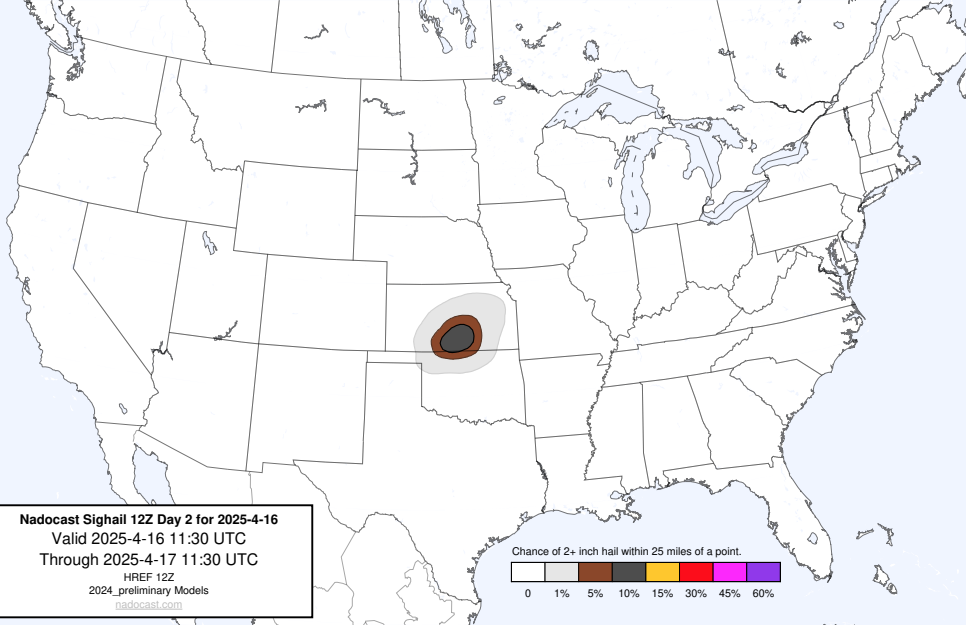 Nadocast Sighail 12Z Day 2 for 2025-4-16
Valid 2025-4-16 11:30 UTC
Through 2025-4-17 11:30 UTC
HREF 12Z
2024_preliminary Models
nadocast.com
Chance of 2+ inch hail within 25 miles of a point.
0 1% 5% 10% 15% 30% 45% 60%